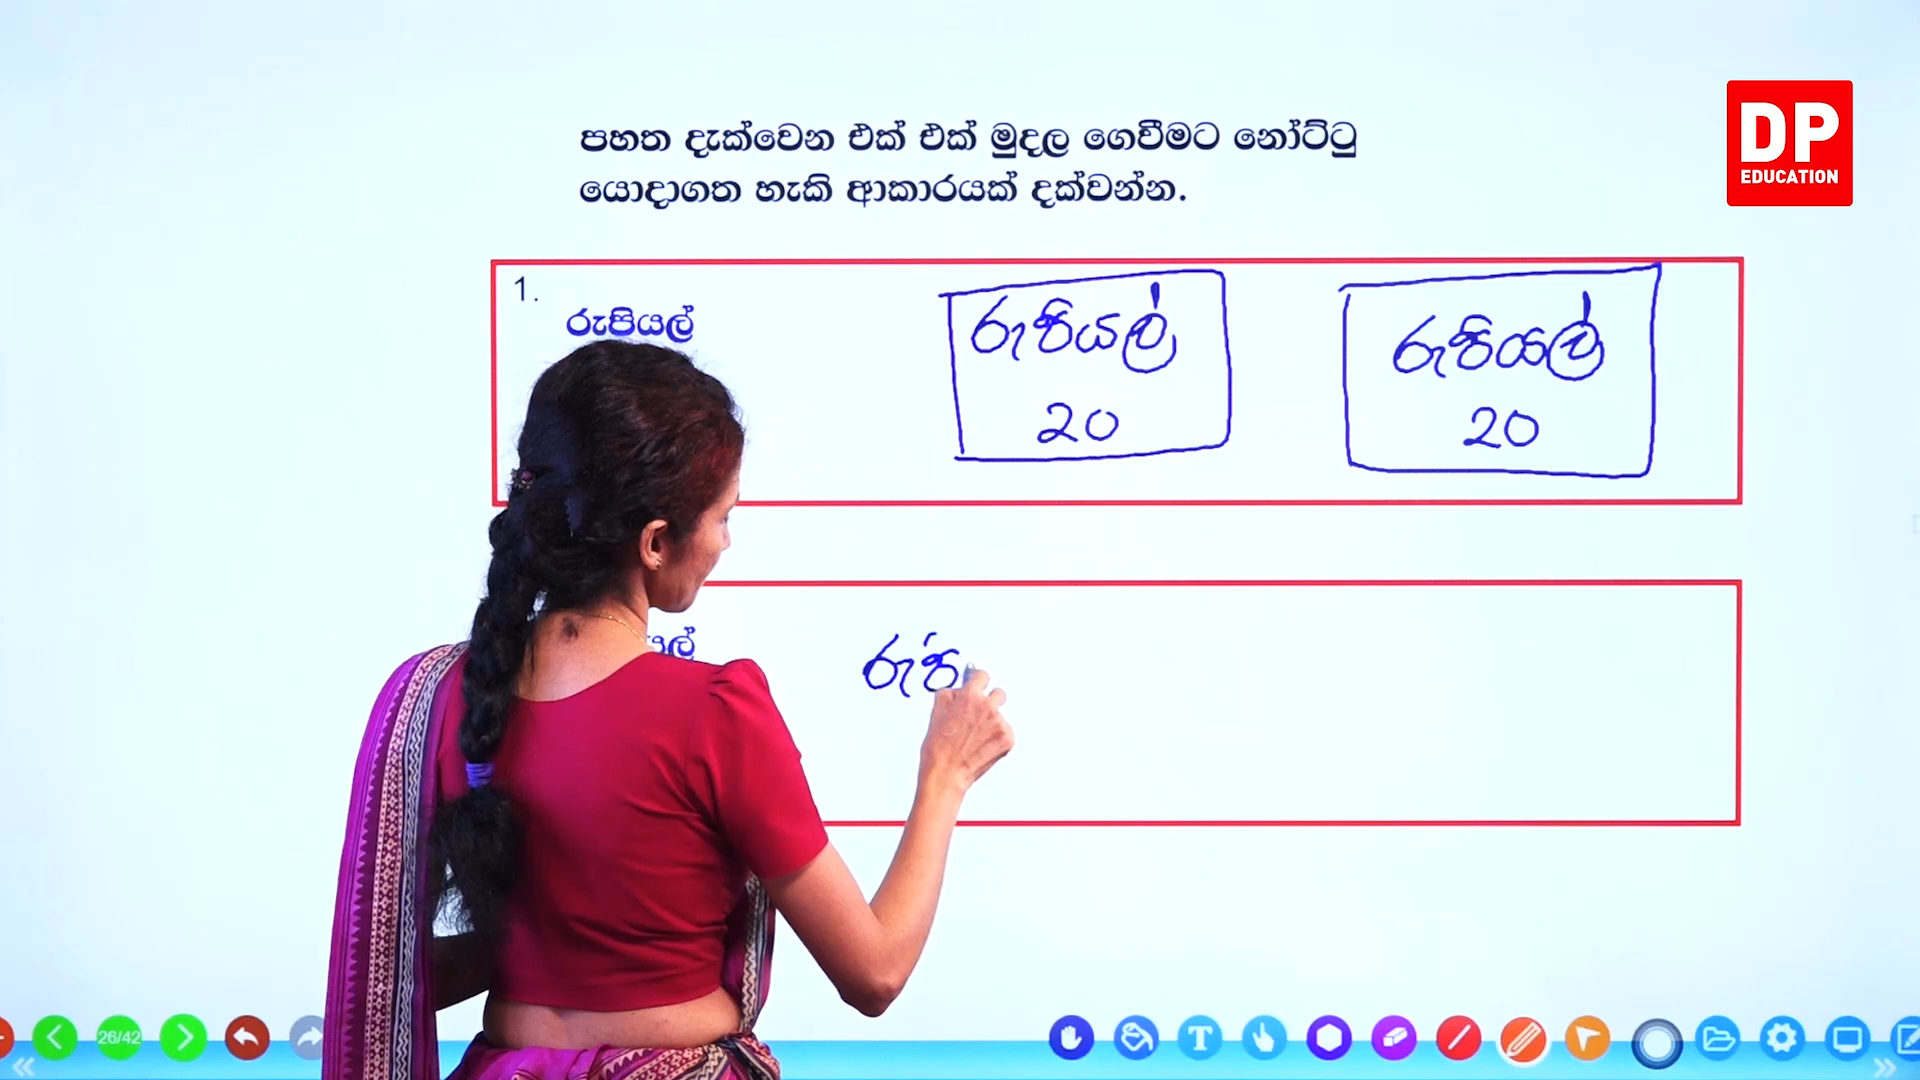 DP
EDUCATION
පහත දැක්වෙන එක් එක් මුදල ගෙවීමට නෝට්ටු
යොදාගත හැකි ආකාරයක් දක්වන්න.
1.
රුපියල්
රුපියල්
20
රුපියල්
20
රුප
26/42